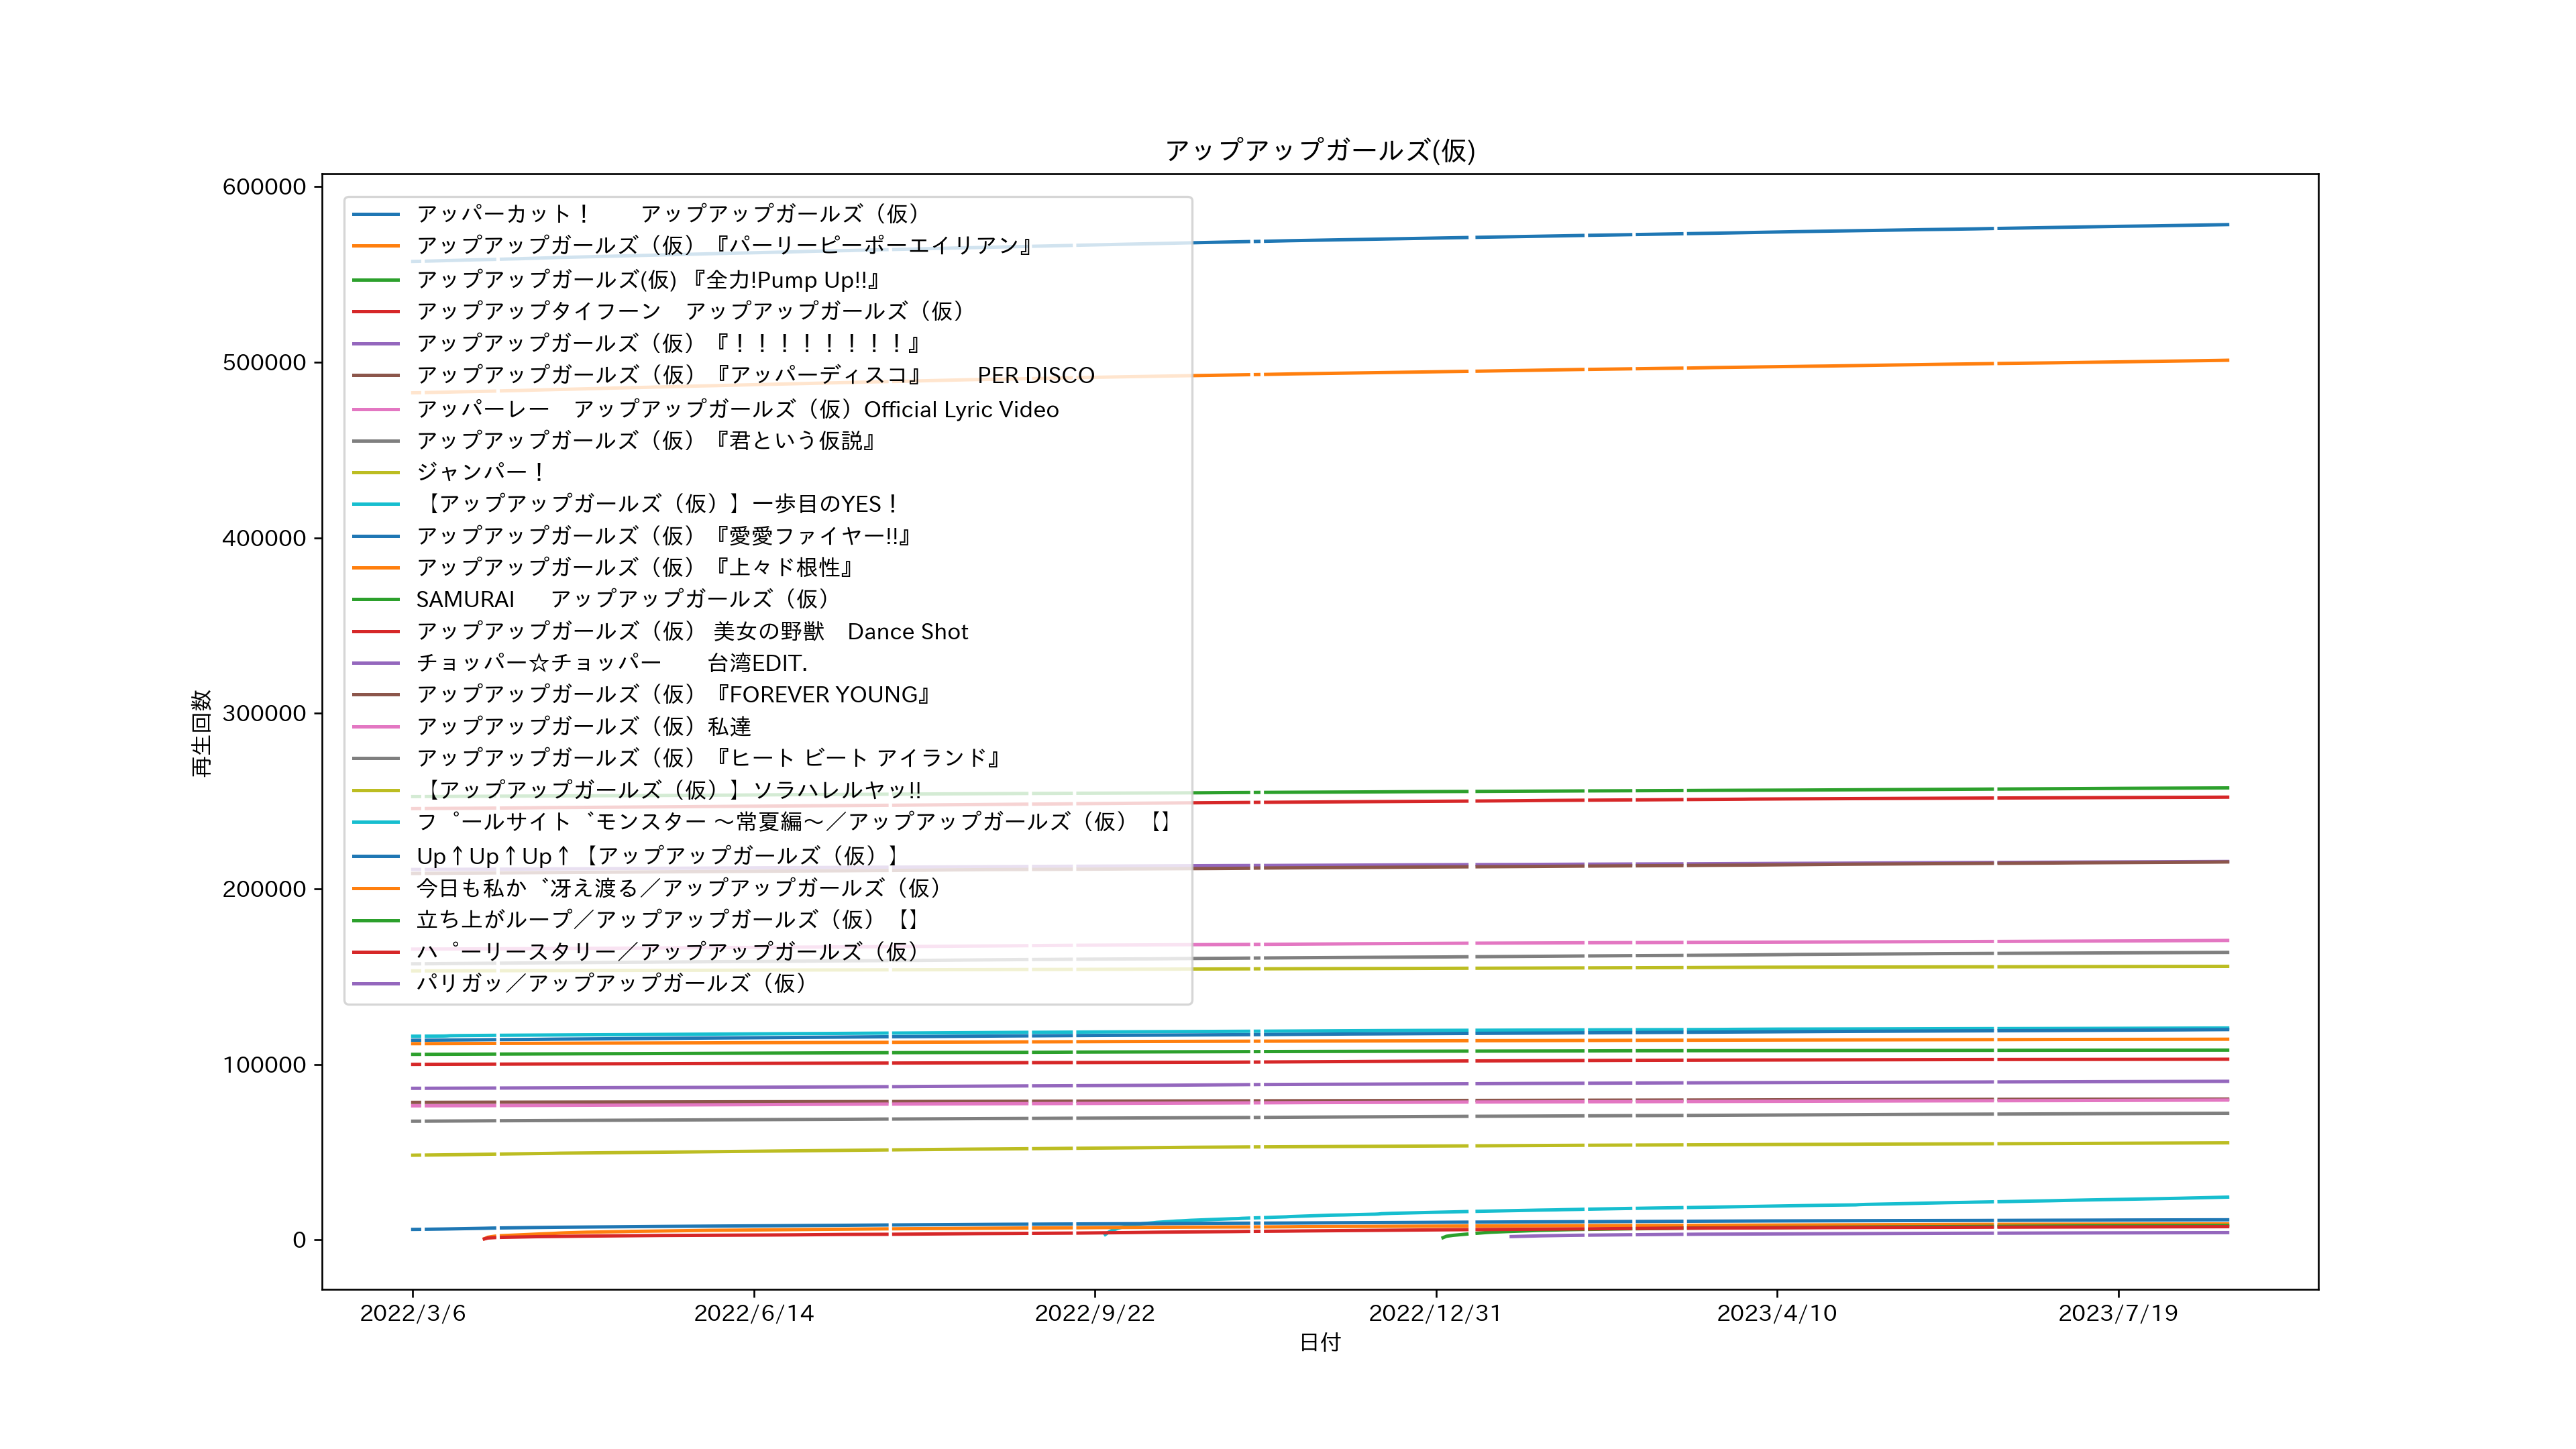 アップアップガールズ(仮)
600000
500000
400000
300000
200000
100000
0
再生回数
アッパーカット！　　アップアップガールズ（仮）
アップアップガールズ（仮）『パーリーピーポーエイリアン』
アップアップガールズ(仮) 『全力!Pump Up!!』
アップアップタイフーン　アップアップガールズ（仮）
アップアップガールズ（仮）『！！！！！！！！』
アップアップガールズ（仮）『アッパーディスコ』　　PER DISCO
アッパーレー　アップアップガールズ（仮）Official Lyric Video
アップアップガールズ（仮）『君という仮説』
ジャンパー！
【アップアップガールズ（仮）】一歩目のYES！
アップアップガールズ（仮）『愛愛ファイヤー!!』
アップアップガールズ（仮）『上々ド根性』
SAMURAI　 アップアップガールズ（仮）
アップアップガールズ（仮） 美女の野獣　Dance Shot
チョッパー☆チョッパー　　台湾EDIT.
アップアップガールズ（仮）『FOREVER YOUNG』
アップアップガールズ（仮）私達
アップアップガールズ（仮）『ヒート ビート アイランド』
【アップアップガールズ（仮）】ソラハレルヤッ!!
フ゜ールサイト゛モンスター ～常夏編～／アップアップガールズ（仮）【】
Up↑Up↑Up↑【アップアップガールズ（仮）】
今日も私か゛冴え渡る／アップアップガールズ（仮）
立ち上がループ／アップアップガールズ（仮）【】
ハ゜ーリースタリー／アップアップガールズ（仮）
パリガッ／アップアップガールズ（仮）
2022/3/6 2022/6/14 2022/9/22 2022/12/31 2023/4/10 2023/7/19
日付